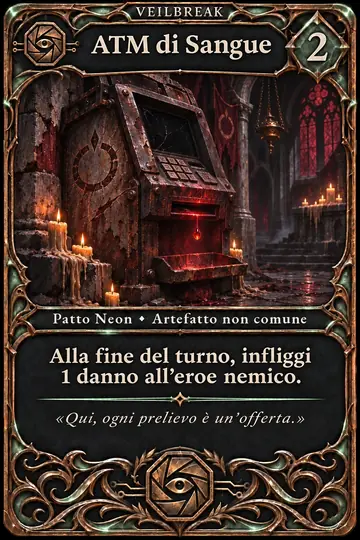 VEILBREAK
ATM di Sangue
2
Patto Neon • Artefatto non comune
Alla fine del turno, infliggi
1 danno all'eroe nemico.
«Qui, ogni prelievo è un'offerta.»